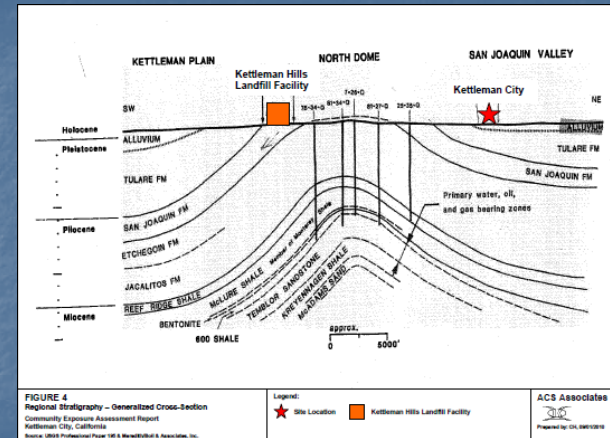 KETTLEMAN PLAIN
NORTH DOME
SAN JOAQUIN VALLEY
Kettleman Hills
Landfill Facility
Kettleman City
SW
NE
Holocene
Pleistocene
Pliocene
Miocene
ALLUVIUM
TULARE FM
SAN JOAQUIN FM
ETCHEGOIN FM
JACALITOS FM
REEF RIDGE SHALE
McLURE SHALE Member of Monterey Shale
TEMBLOR SANDSTONE
KREYENHAGEN SHALE
McADAMS SAND
BENTONITE
600 SHALE
ALLUVIUM
TULARE FM
SAN JOAQUIN FM
Primary water, oil,
and gas bearing zones
approx.
0 5000'
FIGURE 4
Regional Stratigraphy – Generalized Cross-Section
Community Exposure Assessment Report
Kettleman City, California
Legend:
Site Location
Kettleman Hills Landfill Facility
ACS Associates